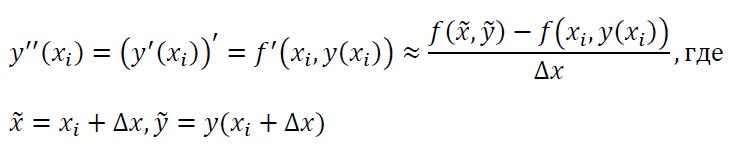 y''(xᵢ) = (y'(xᵢ))' = f'(xᵢ, y(xᵢ)) ≈ (f(x̃, ỹ) − f(xᵢ, y(xᵢ))) / Δx, где
x̃ = xᵢ + Δx, ỹ = y(xᵢ + Δx)